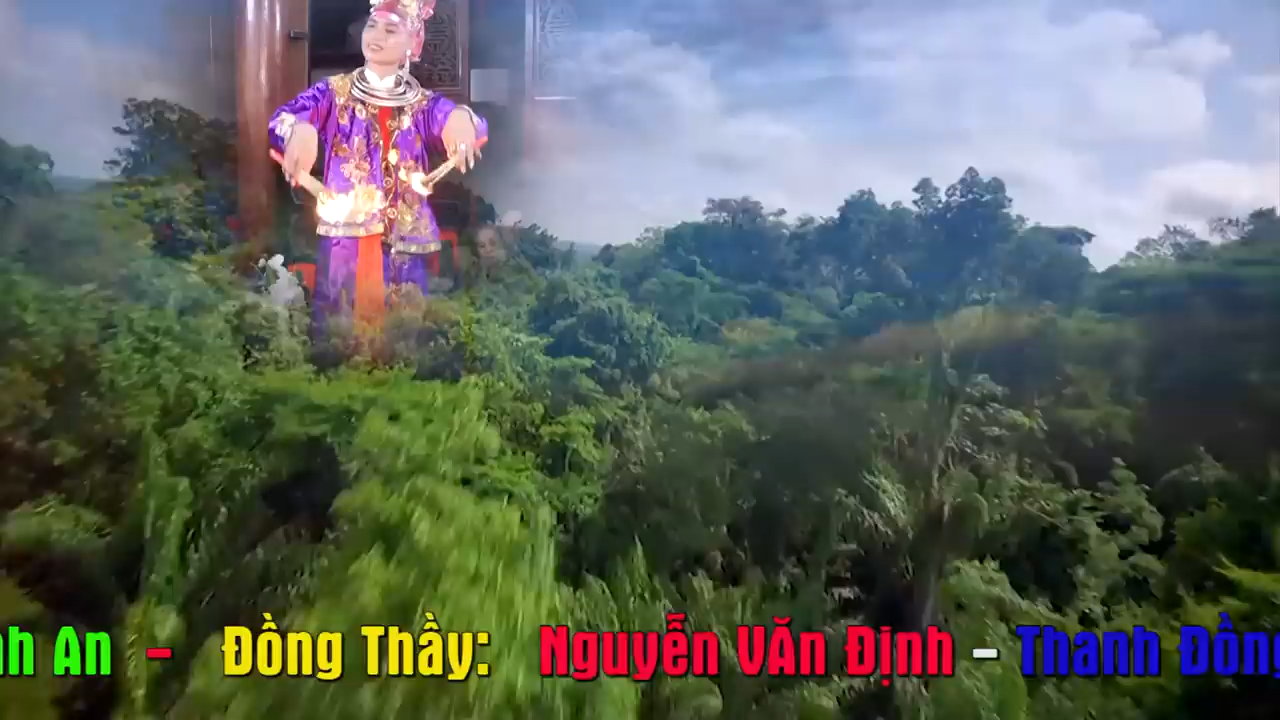 nh An - Đồng Thầy: Nguyễn VĂn Định - Thanh Đồng